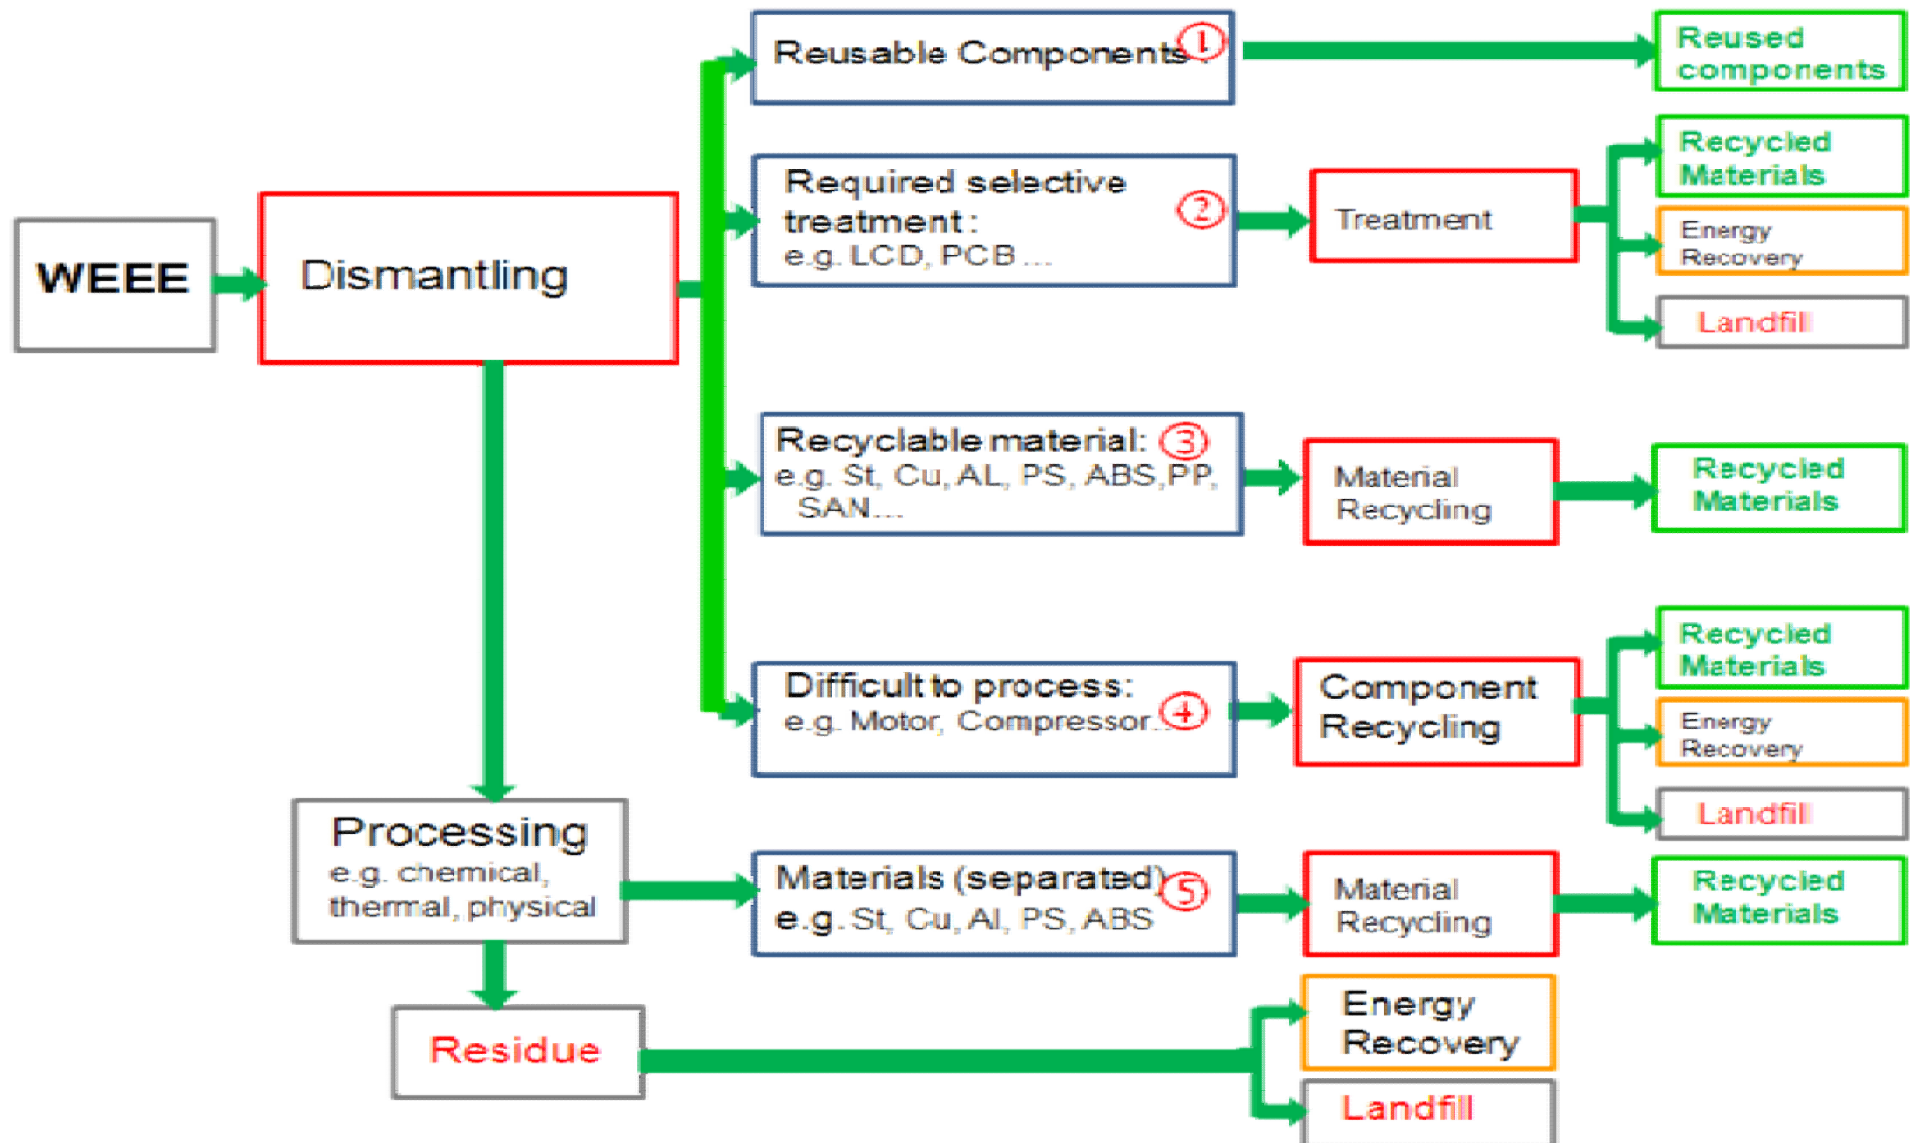 Reusable Components :
①
Reused
components
Required selective
treatment:
e.g. LCD, PCB ...
②
Treatment
Recycled
Materials
Energy
Recovery
Landfill
WEEE
Dismantling
Recyclable material:
e.g. St, Cu, AL, PS, ABS,PP,
SAN...
③
Material
Recycling
Recycled
Materials
Difficult to process:
e.g. Motor, Compressor...
④
Component
Recycling
Recycled
Materials
Energy
Recovery
Landfill
Processing
e.g. chemical,
thermal, physical
Materials (separated)
e.g. St, Cu, Al, PS, ABS
⑤
Material
Recycling
Recycled
Materials
Residue
Energy
Recovery
Landfill